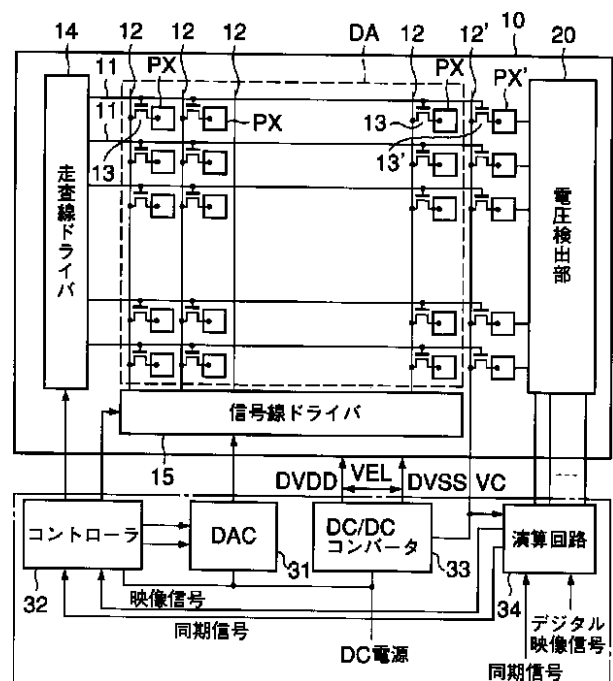 14 12 12 12 DA 12 12' 10 20
PX PX PX'
11
11 PX 13
13 13'
走査線ドライバ
電圧検出部
信号線ドライバ
15 DVDD VEL DVSS VC
コントローラ DAC DC/DC
コンバータ 演算回路
32 31 33 34
映像信号
同期信号 デジタル
映像信号
DC電源
同期信号